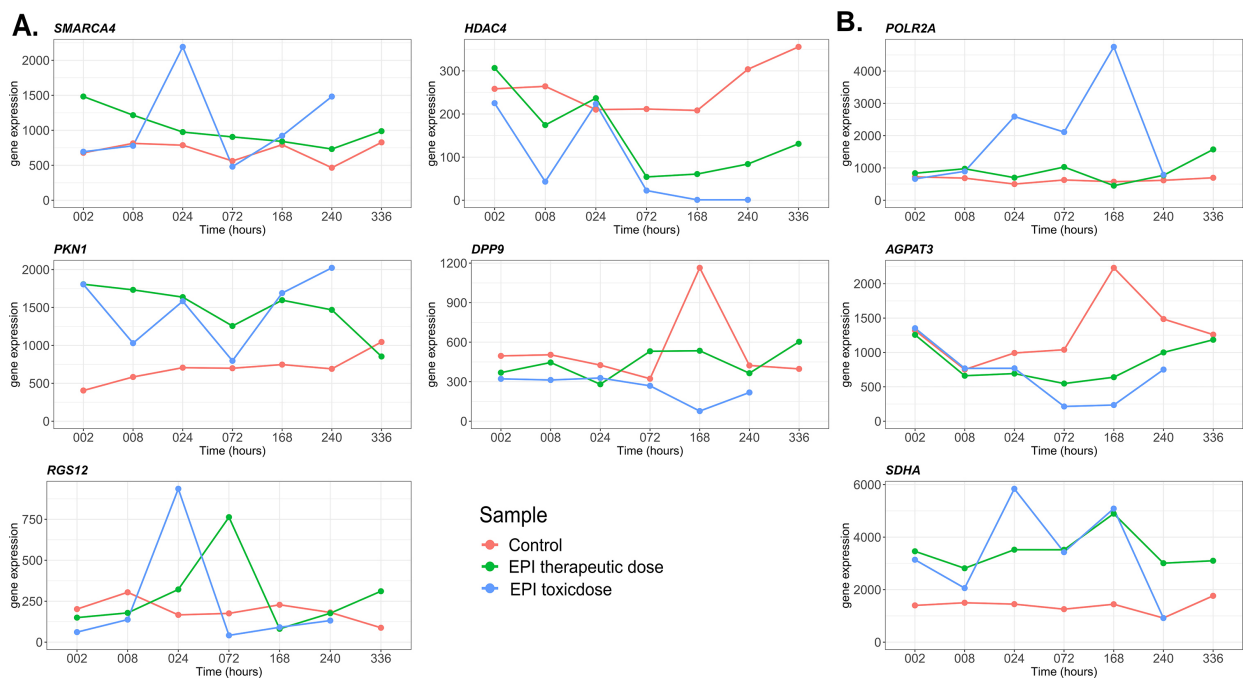 A.
SMARCA4
gene expression
2000
1500
1000
500
0
002 008 024 072 168 240 336
Time (hours)
HDAC4
gene expression
300
200
100
0
002 008 024 072 168 240 336
Time (hours)
B.
POLR2A
gene expression
4000
3000
2000
1000
0
002 008 024 072 168 240 336
Time (hours)
PKN1
gene expression
2000
1500
1000
500
0
002 008 024 072 168 240 336
Time (hours)
DPP9
gene expression
1200
900
600
300
0
002 008 024 072 168 240 336
Time (hours)
AGPAT3
gene expression
2000
1500
1000
500
0
002 008 024 072 168 240 336
Time (hours)
RGS12
gene expression
750
500
250
0
002 008 024 072 168 240 336
Time (hours)
Sample
Control
EPI therapeutic dose
EPI toxicdose
SDHA
gene expression
6000
4000
2000
0
002 008 024 072 168 240 336
Time (hours)